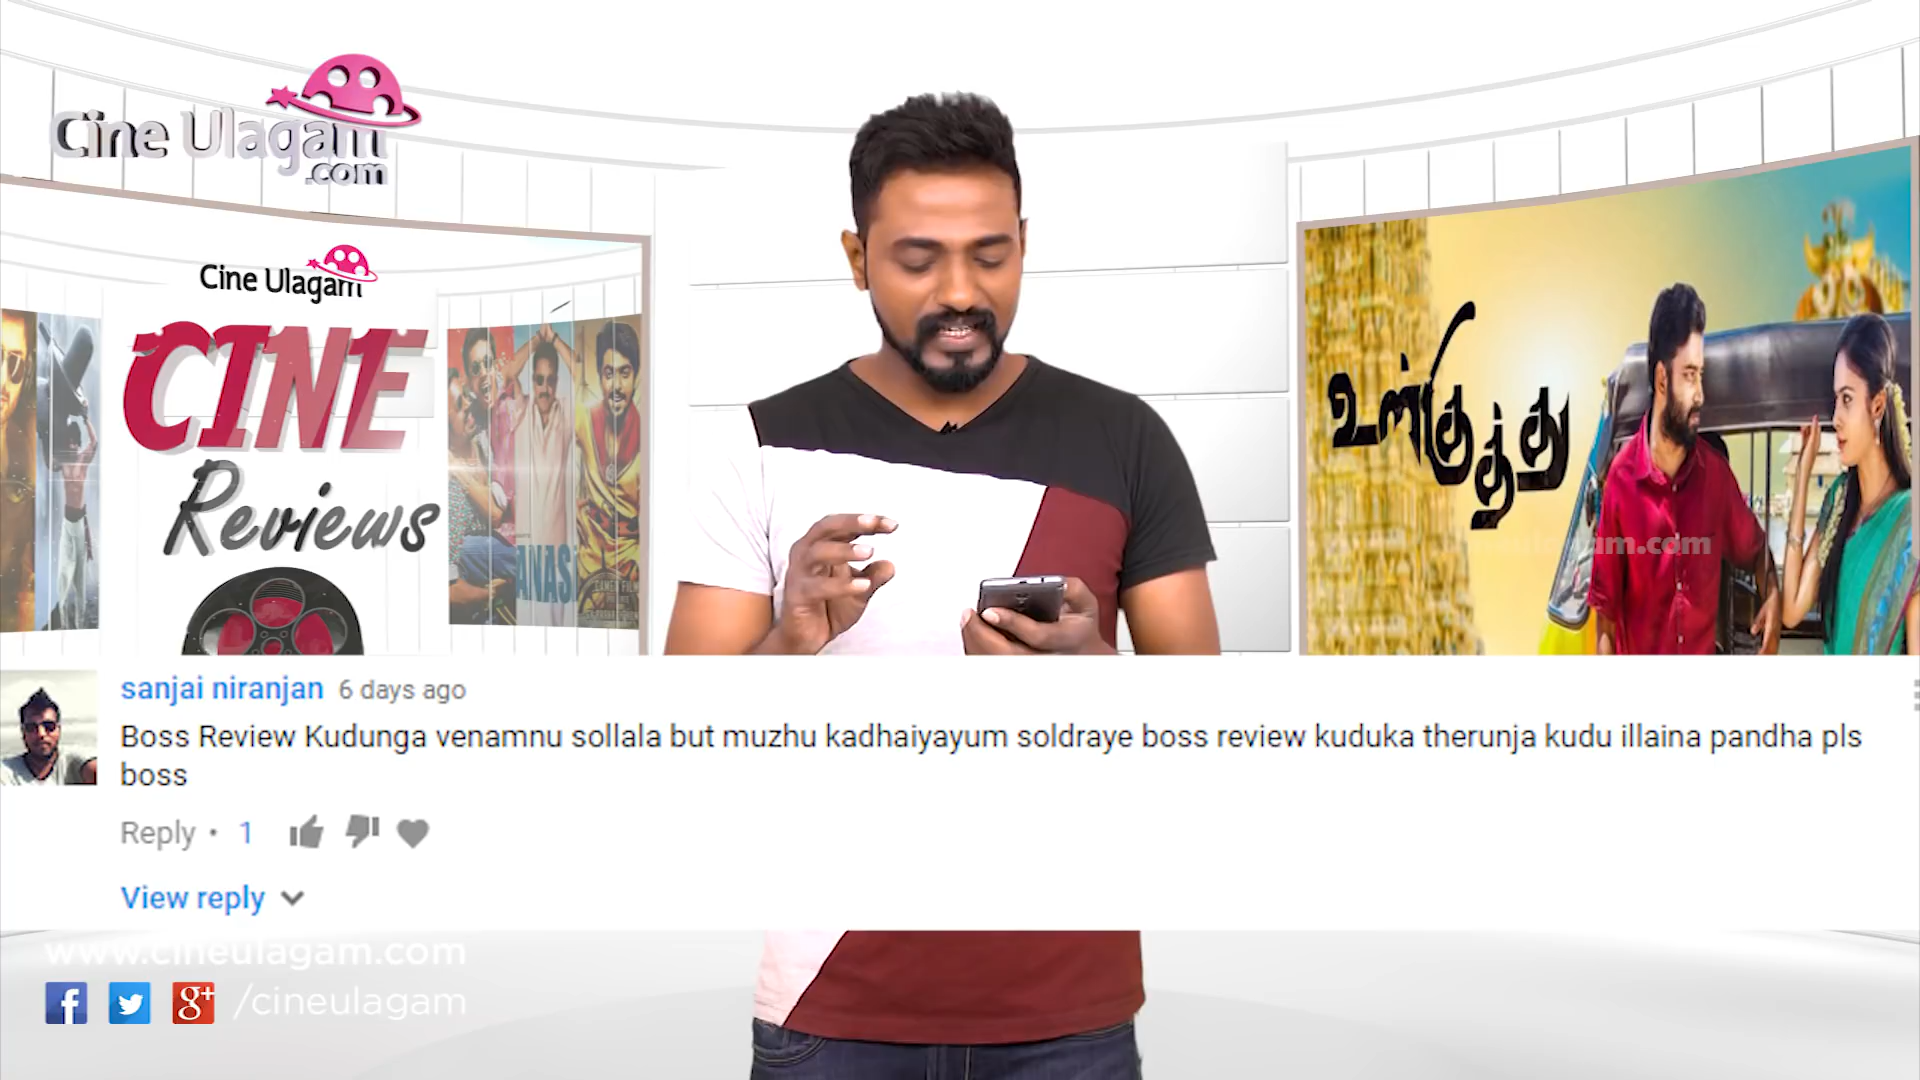 Cine Ulagam
.com
Cine Ulagam
CINE
Reviews
உள்குத்து
sanjai niranjan 6 days ago
Boss Review Kudunga venamnu sollala but muzhu kadhaiyayum soldraye boss review kuduka therunja kudu illaina pandha pls
boss
Reply • 1
View reply
www.cineulagam.com
/cineulagam